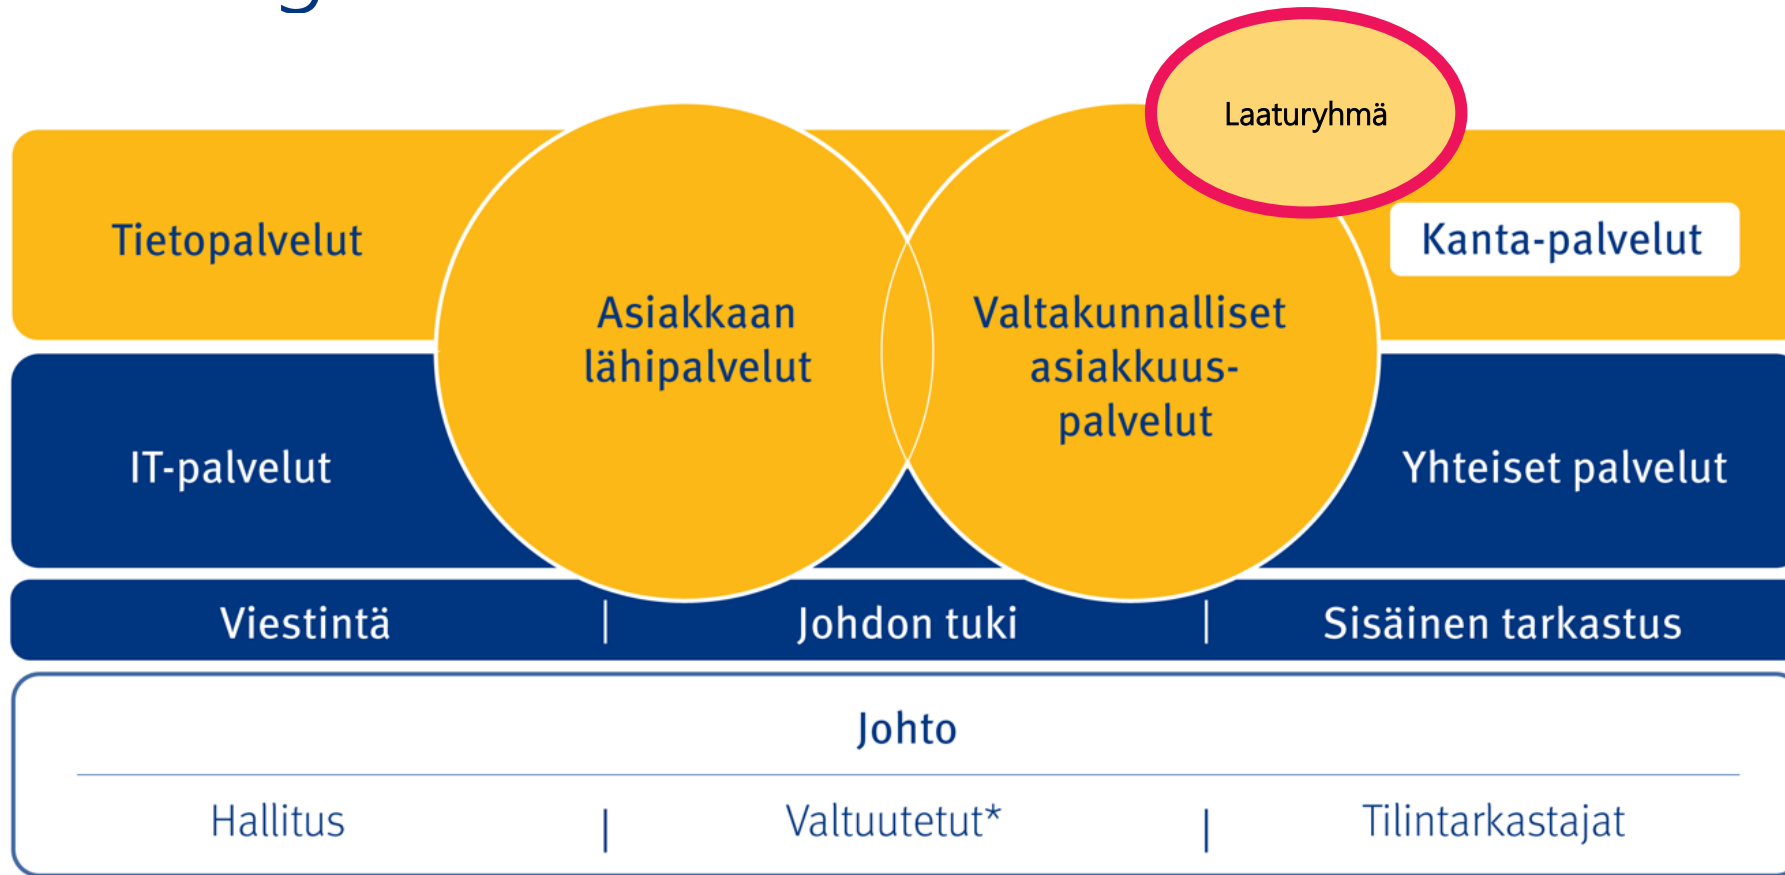 Laaturyhmä
Tietopalvelut
Kanta-palvelut
Asiakkaan
lähipalvelut
Valtakunnalliset
asiakkuus-
palvelut
IT-palvelut
Yhteiset palvelut
Viestintä | Johdon tuki | Sisäinen tarkastus
Johto
Hallitus | Valtuutetut* | Tilintarkastajat